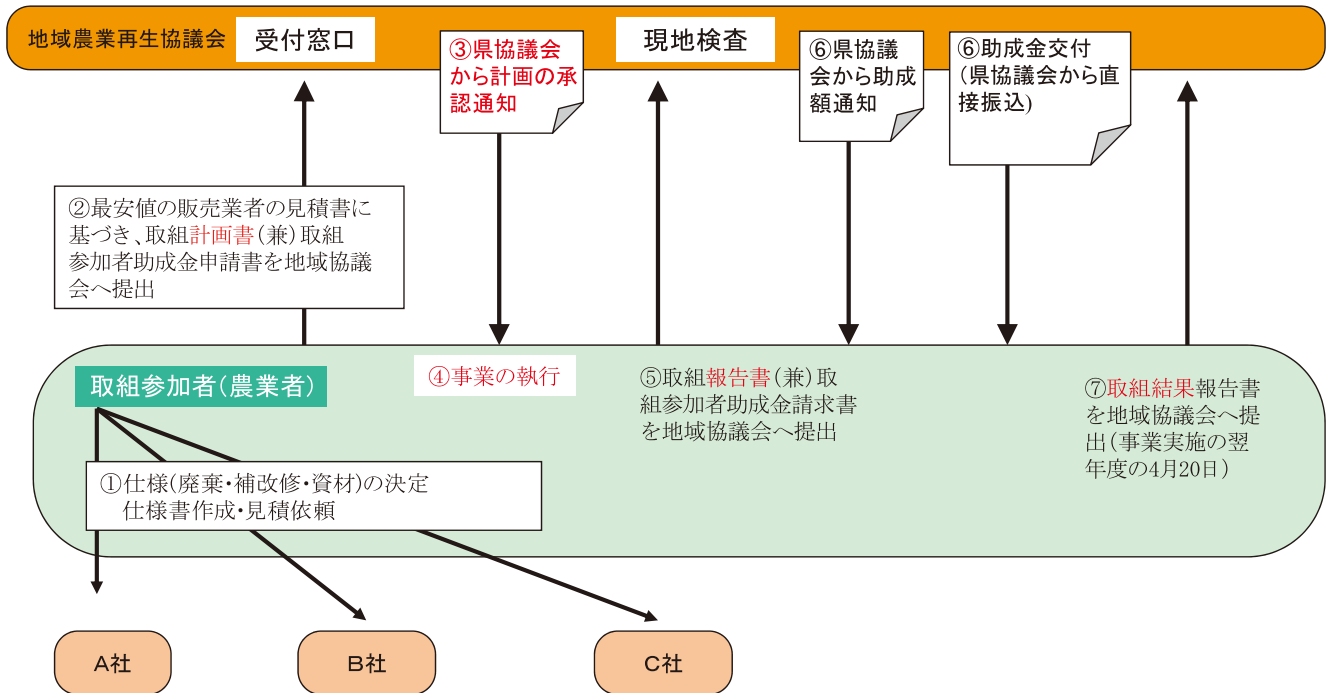 地域農業再生協議会
受付窓口
③県協議会
から計画の承
認通知
現地検査
⑥県協議
会から助成
額通知
⑥助成金交付
(県協議会から直
接振込)
②最安値の販売業者の見積書に
基づき、取組計画書(兼)取組
参加者助成金申請書を地域協議
会へ提出
取組参加者(農業者)
④事業の執行
⑤取組報告書(兼)取
組参加者助成金請求書
を地域協議会へ提出
⑦取組結果報告書
を地域協議会へ提
出(事業実施の翌
年度の4月20日)
①仕様(廃棄・補改修・資材)の決定
仕様書作成・見積依頼
A社
B社
C社